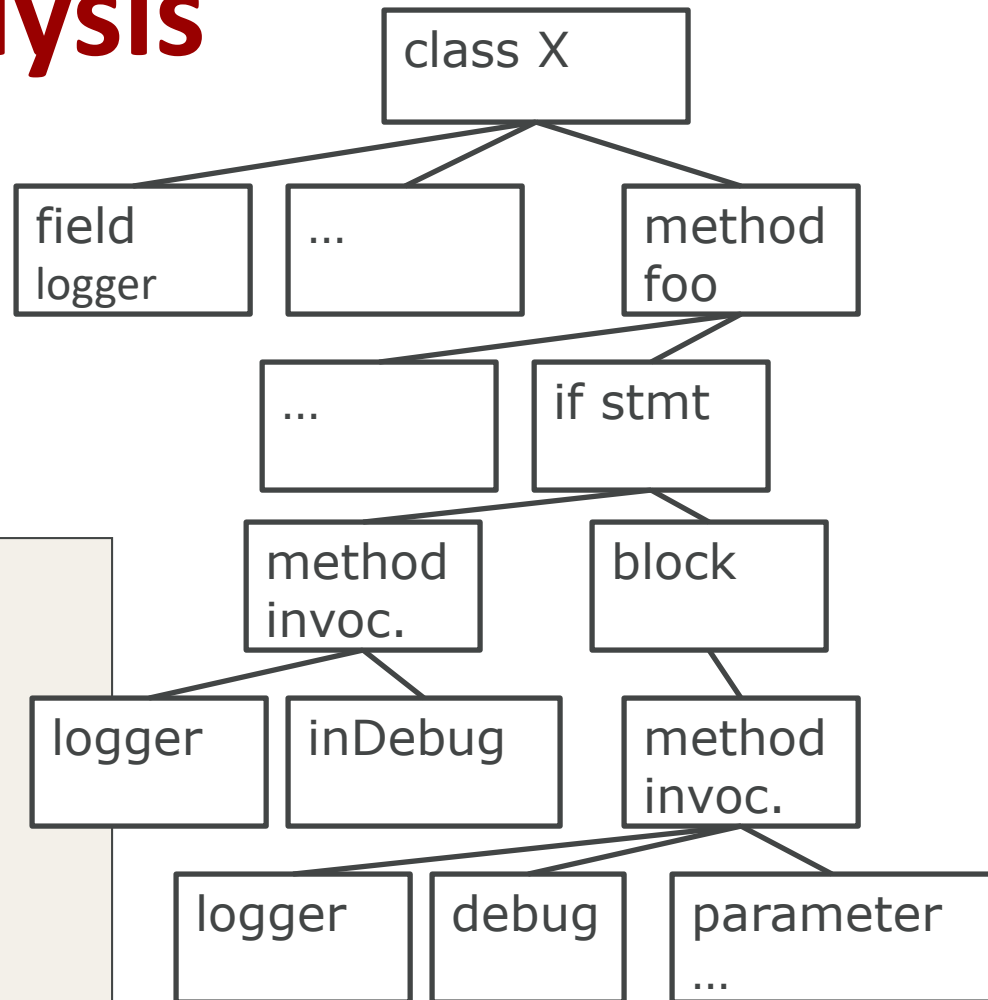 lysis
class X
field
logger
...
method
foo
...
if stmt
method
invoc.
block
logger
inDebug
method
invoc.
logger
debug
parameter
...